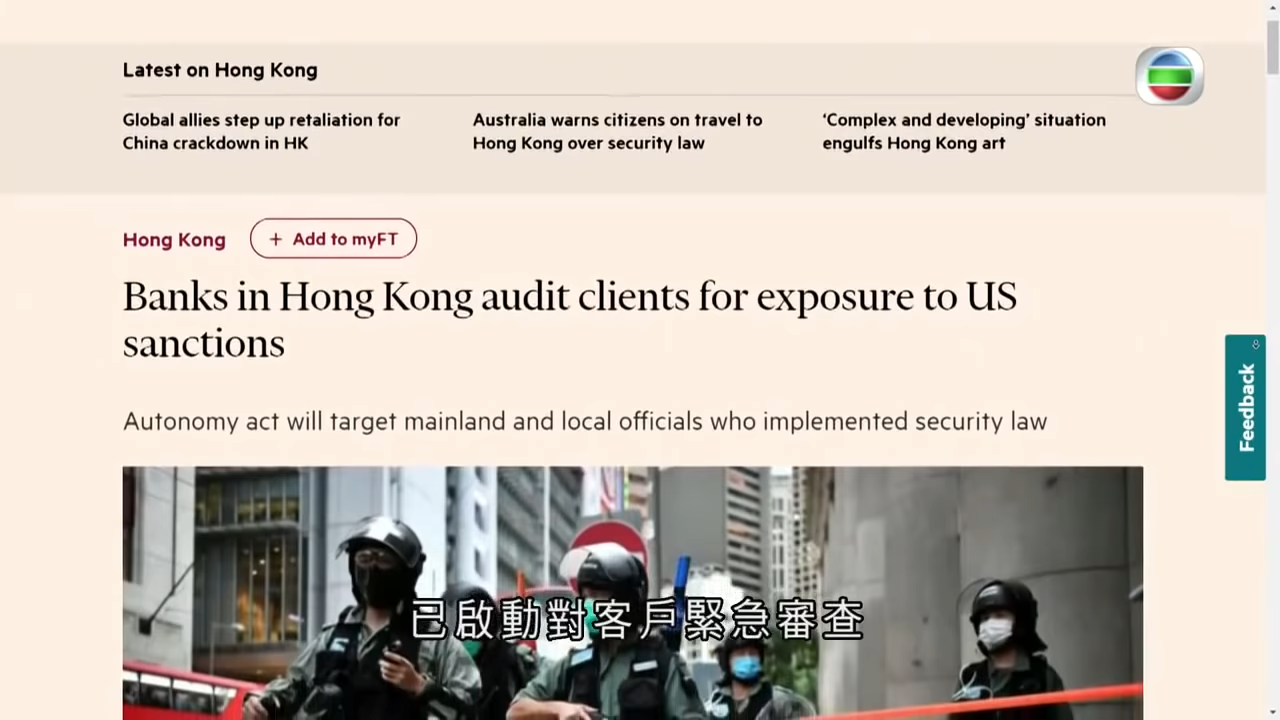 Latest on Hong Kong
Global allies step up retaliation for
China crackdown in HK
Australia warns citizens on travel to
Hong Kong over security law
‘Complex and developing’ situation
engulfs Hong Kong art
Hong Kong
+ Add to myFT
Banks in Hong Kong audit clients for exposure to US
sanctions
Autonomy act will target mainland and local officials who implemented security law
Feedback
已啟動對客戶緊急審查